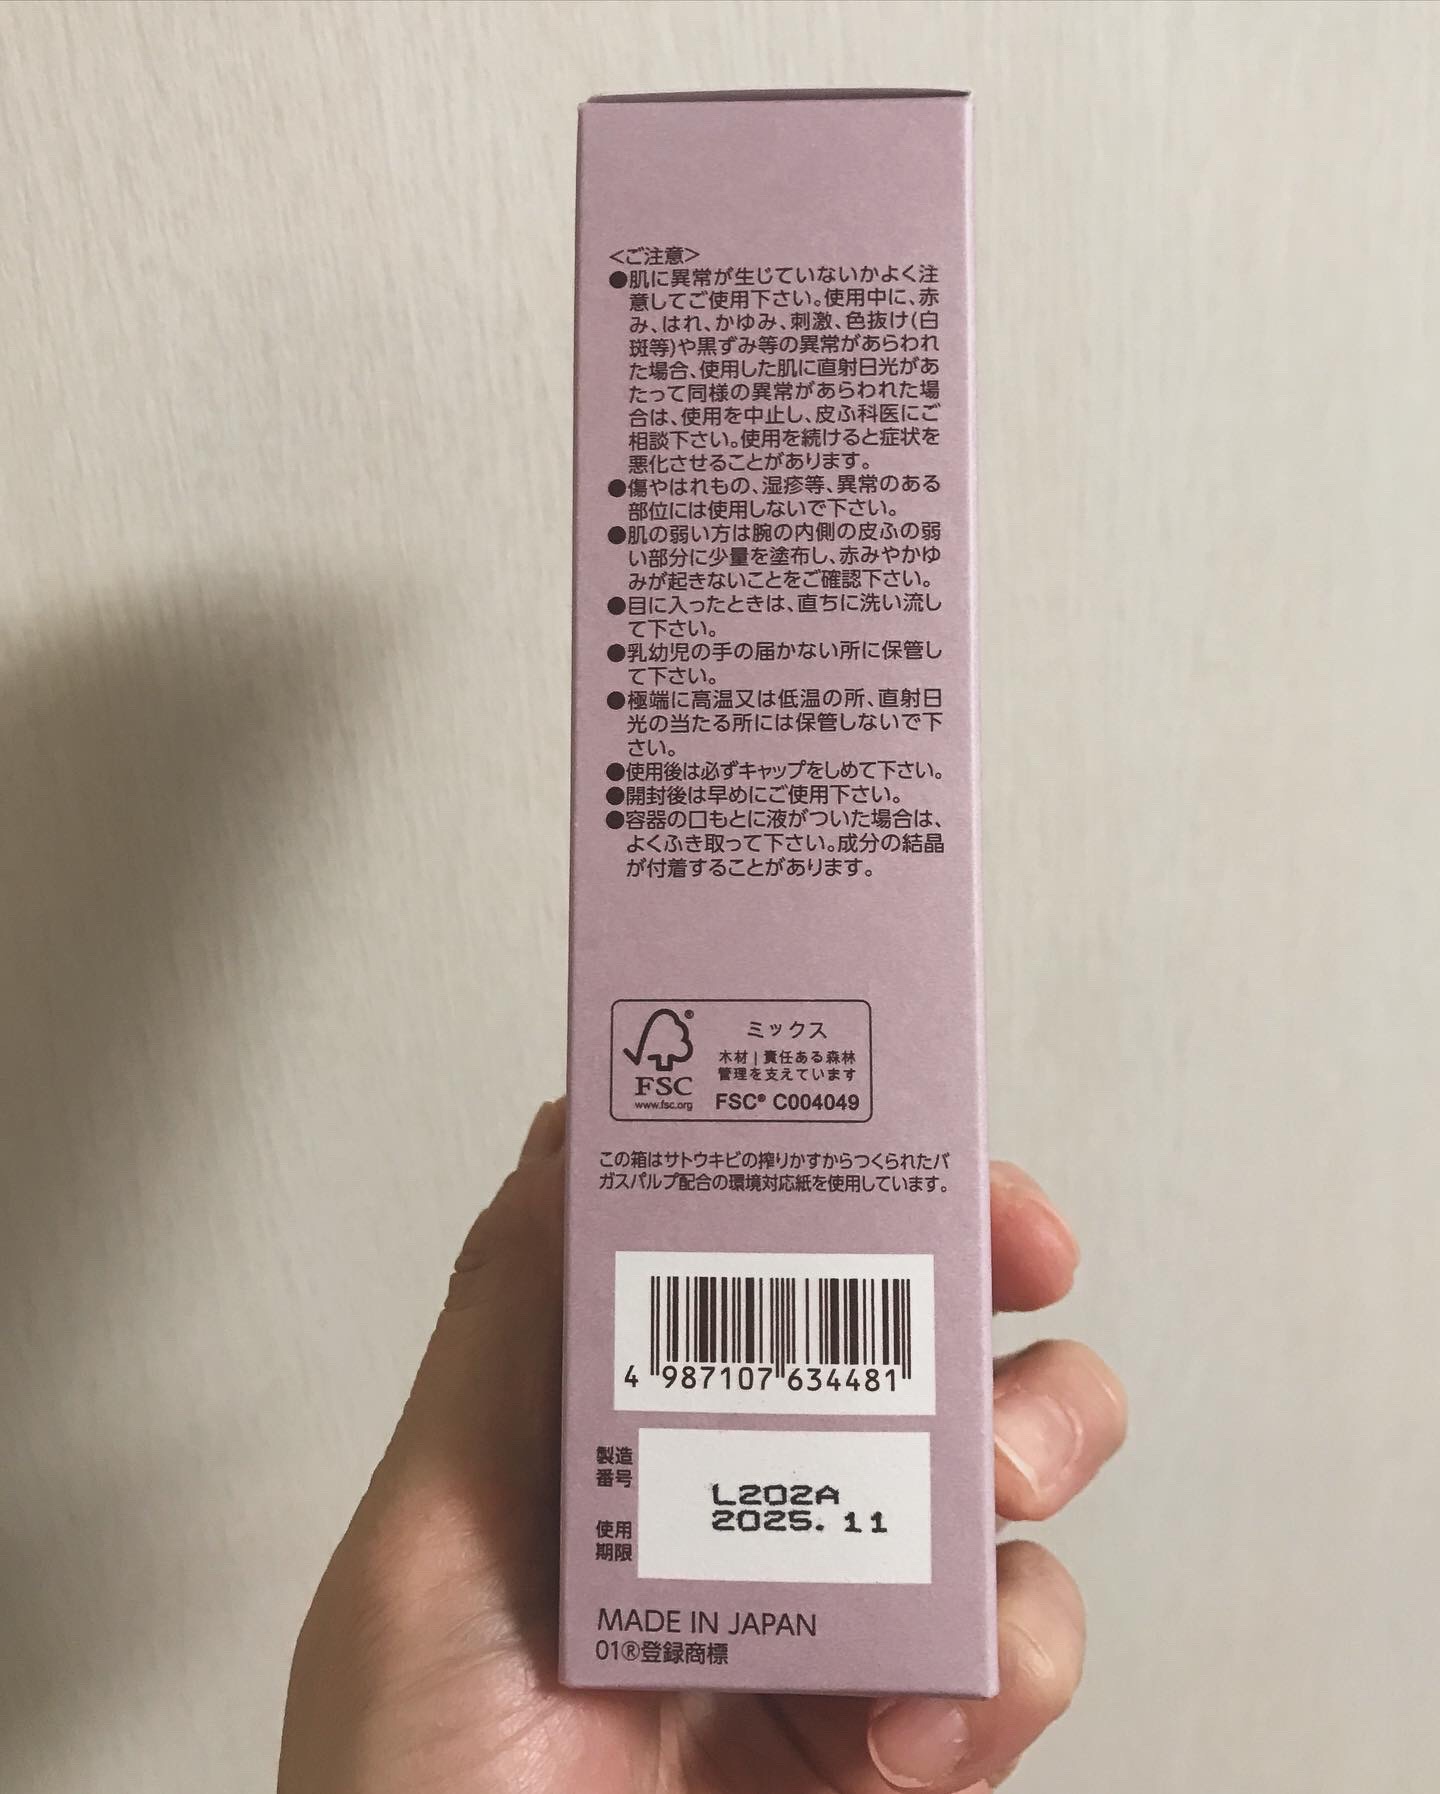 ＜ご注意＞
●肌に異常が生じていないかよく注
意してご使用下さい。使用中に、赤
み、はれ、かゆみ、刺激、色抜け(白
斑等)や黒ずみ等の異常があらわれ
た場合、使用した肌に直射日光があ
たって同様の異常があらわれた場
合は、使用を中止し、皮ふ科医にご
相談下さい。使用を続けると症状を
悪化させることがあります。
●傷やはれもの、湿疹等、異常のある
部位には使用しないで下さい。
●肌の弱い方は腕の内側の皮ふの弱
い部分に少量を塗布し、赤みやかゆ
みが起きないことをご確認下さい。
●目に入ったときは、直ちに洗い流し
て下さい。
●乳幼児の手の届かない所に保管し
て下さい。
●極端に高温又は低温の所、直射日
光の当たる所には保管しないで下
さい。
●使用後は必ずキャップをしめて下さい。
●開封後は早めにご使用下さい。
●容器の口もとに液がついた場合は、
よくふき取って下さい。成分の結晶
が付着することがあります。
®
FSC
www.fsc.org
ミックス
木材 | 責任ある森林
管理を支えています
FSC® C004049
この箱はサトウキビの搾りかすからつくられたバ
ガスパルプ配合の環境対応紙を使用しています。
4 987107 634481
製造
番号
L202A
2025.11
使用
期限
MADE IN JAPAN
01®登録商標